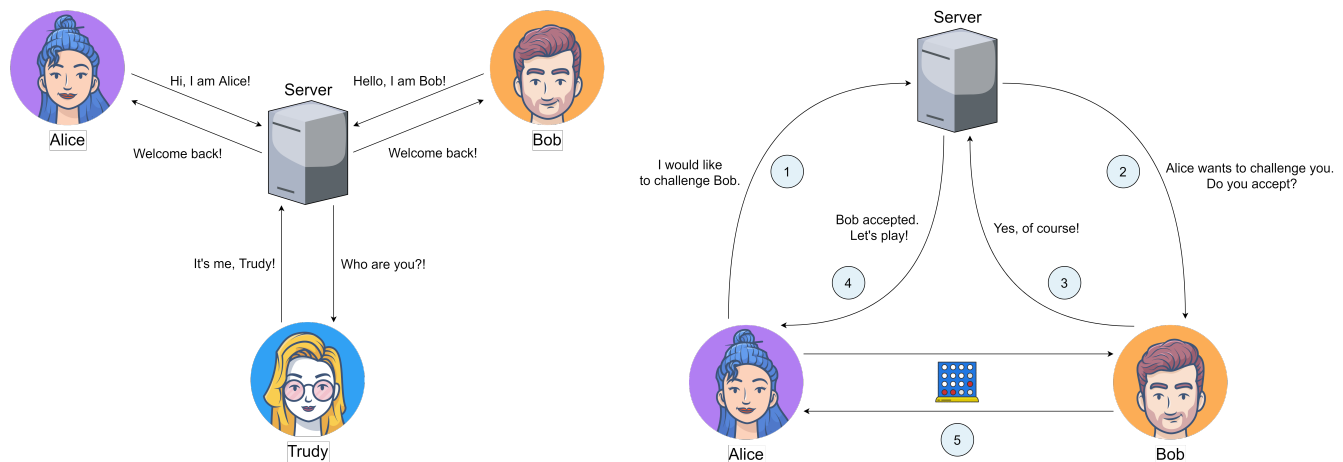 Server
Hi, I am Alice!
Hello, I am Bob!
Alice
Bob
Welcome back!
Welcome back!
It's me, Trudy!
Who are you?!
Trudy
Server
I would like
to challenge Bob.
1
2
Alice wants to challenge you.
Do you accept?
Bob accepted.
Let's play!
Yes, of course!
4
3
5
Alice
Bob